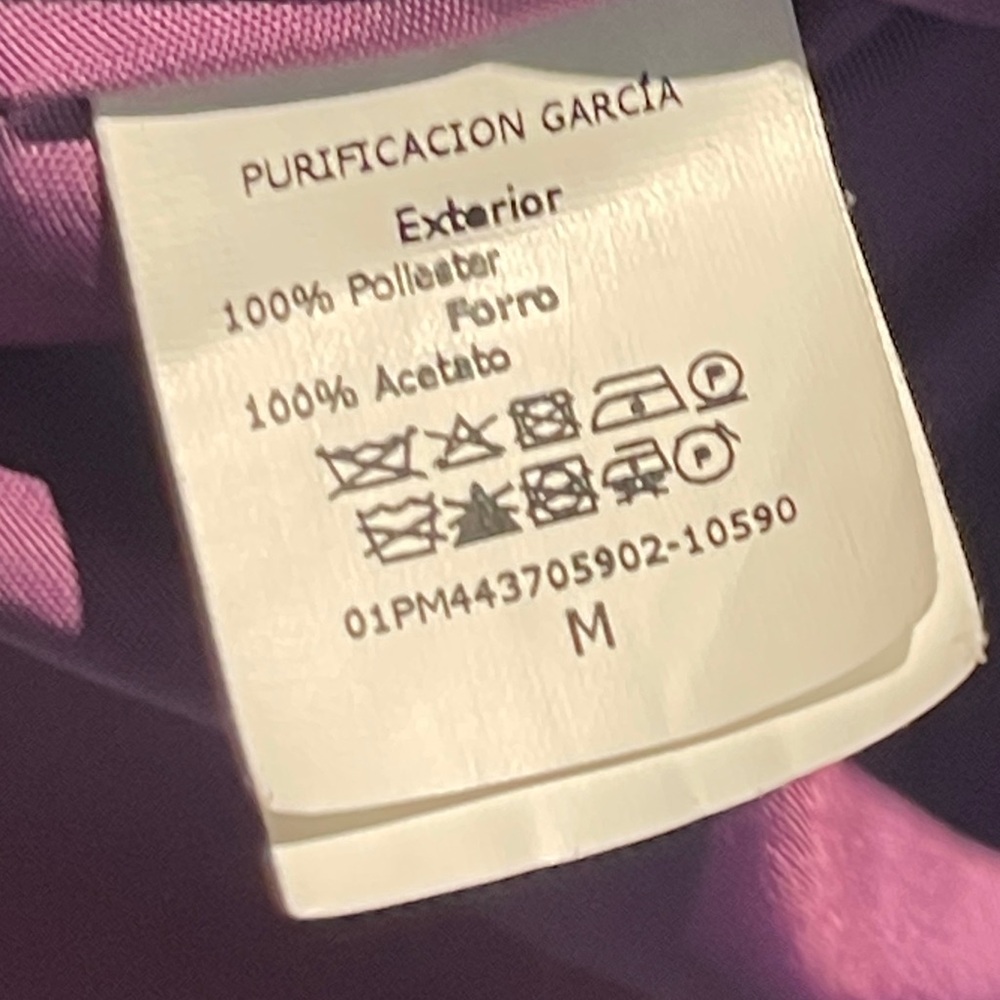 PURIFICACION GARCÍA
Exterior
100% Poliester
Forro
100% Acetato
P
P
01PM443705902-10590
M